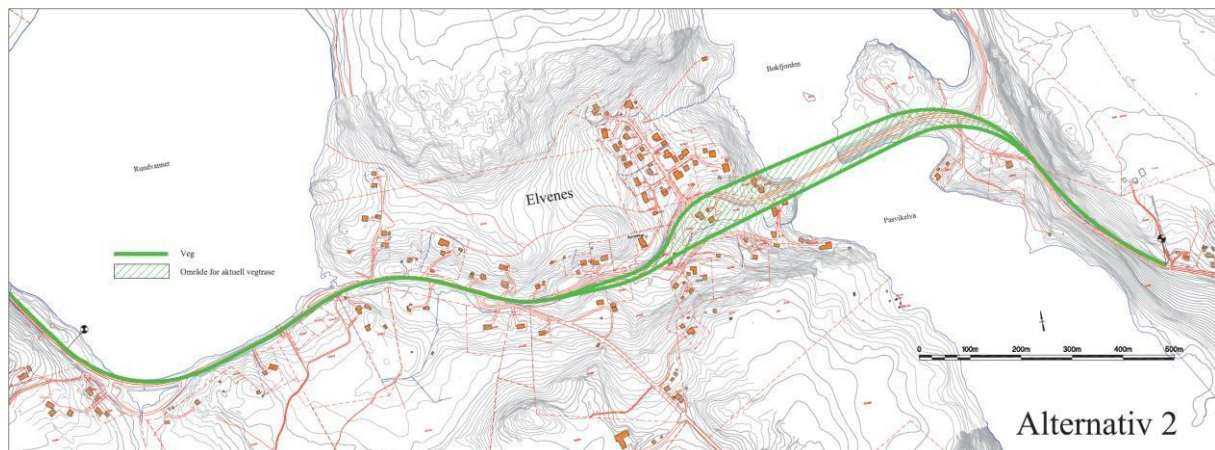 Bøkfjorden
Rundvannet
Elvenes
Pasvikelva
Veg
Område for aktuell vegtrase
0 100m 200m 300m 400m 500m
Alternativ 2